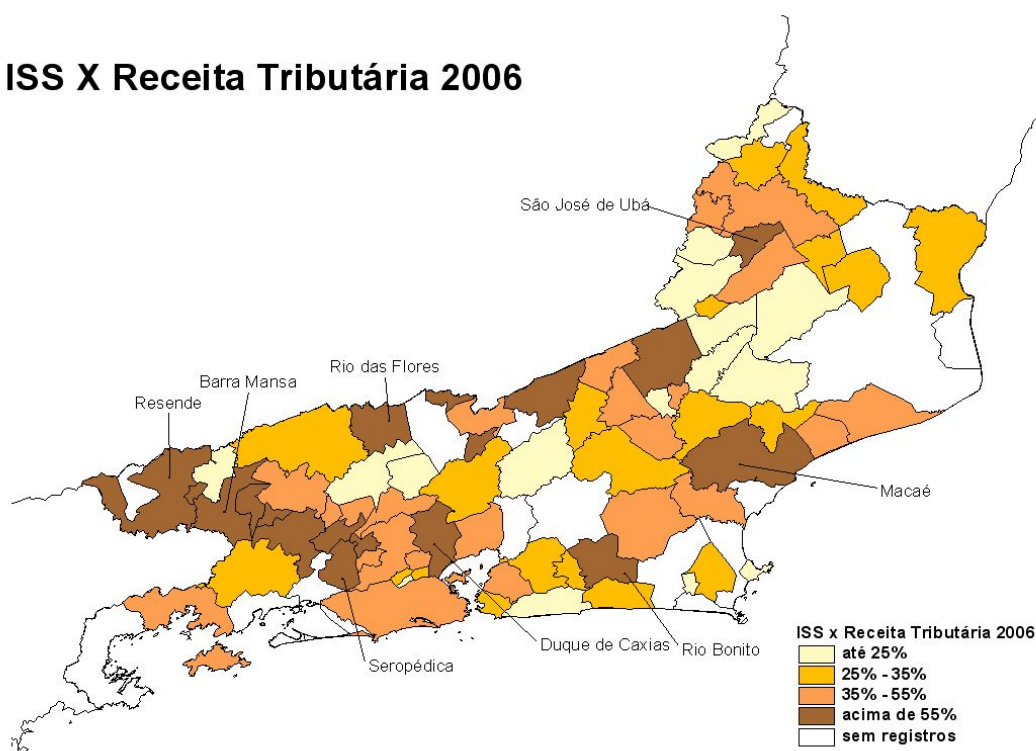 ISS X Receita Tributária 2006
São José de Ubá
Rio das Flores
Barra Mansa
Resende
Macaé
Duque de Caxias
Rio Bonito
Seropédica
ISS x Receita Tributária 2006
até 25%
25% - 35%
35% - 55%
acima de 55%
sem registros